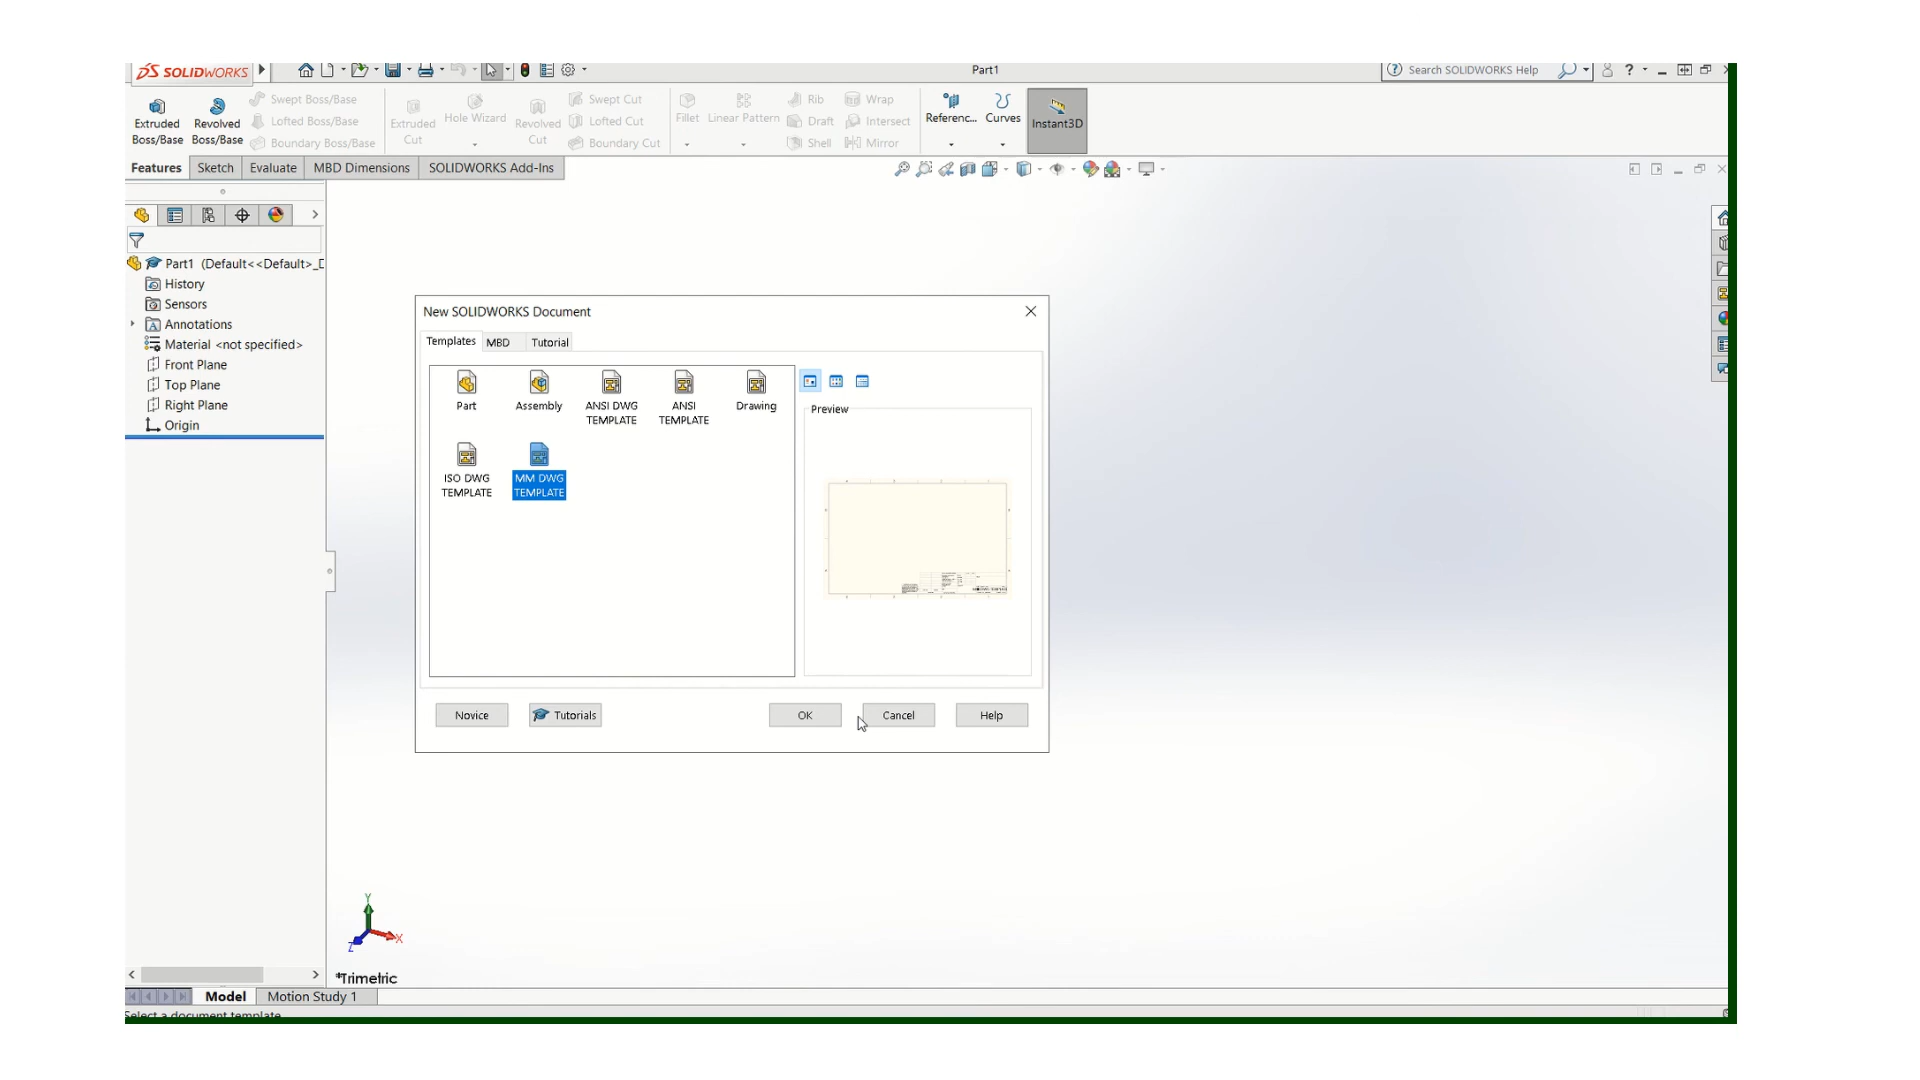 SOLIDWORKS
Part1
Search SOLIDWORKS Help
?
Extruded Boss/Base
Revolved Boss/Base
Swept Boss/Base
Lofted Boss/Base
Boundary Boss/Base
Extruded Cut
Hole Wizard
Revolved Cut
Swept Cut
Lofted Cut
Boundary Cut
Fillet
Linear Pattern
Rib
Draft
Shell
Wrap
Intersect
Mirror
Referenc...
Curves
Instant3D
Features
Sketch
Evaluate
MBD Dimensions
SOLIDWORKS Add-Ins
Part1 (Default<<Default>_D
History
Sensors
Annotations
Material <not specified>
Front Plane
Top Plane
Right Plane
Origin
New SOLIDWORKS Document
Templates
MBD
Tutorial
Part
Assembly
ANSI DWG TEMPLATE
ANSI TEMPLATE
Drawing
ISO DWG TEMPLATE
MM DWG TEMPLATE
Preview
Novice
Tutorials
OK
Cancel
Help
Y
X
Z
*Trimetric
Model
Motion Study 1
Select a document template